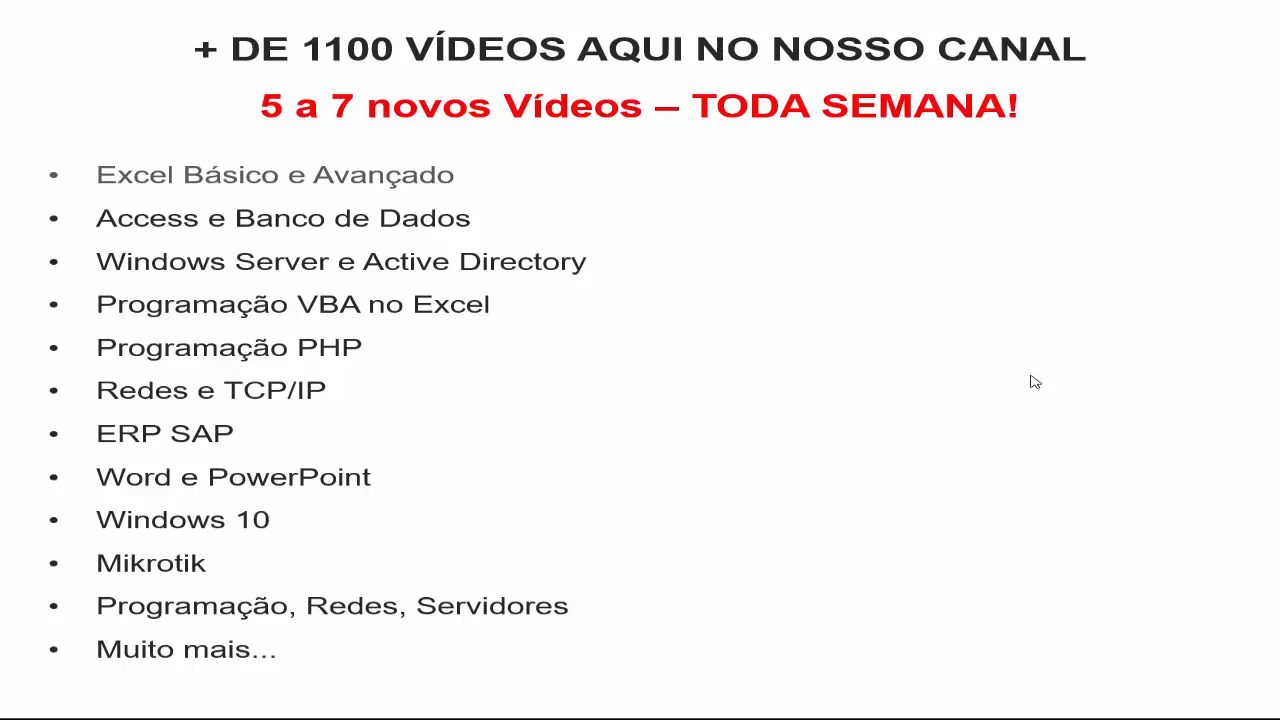 + DE 1100 VÍDEOS AQUI NO NOSSO CANAL
5 a 7 novos Vídeos – TODA SEMANA!
• Excel Básico e Avançado
• Access e Banco de Dados
• Windows Server e Active Directory
• Programação VBA no Excel
• Programação PHP
• Redes e TCP/IP
• ERP SAP
• Word e PowerPoint
• Windows 10
• Mikrotik
• Programação, Redes, Servidores
• Muito mais...